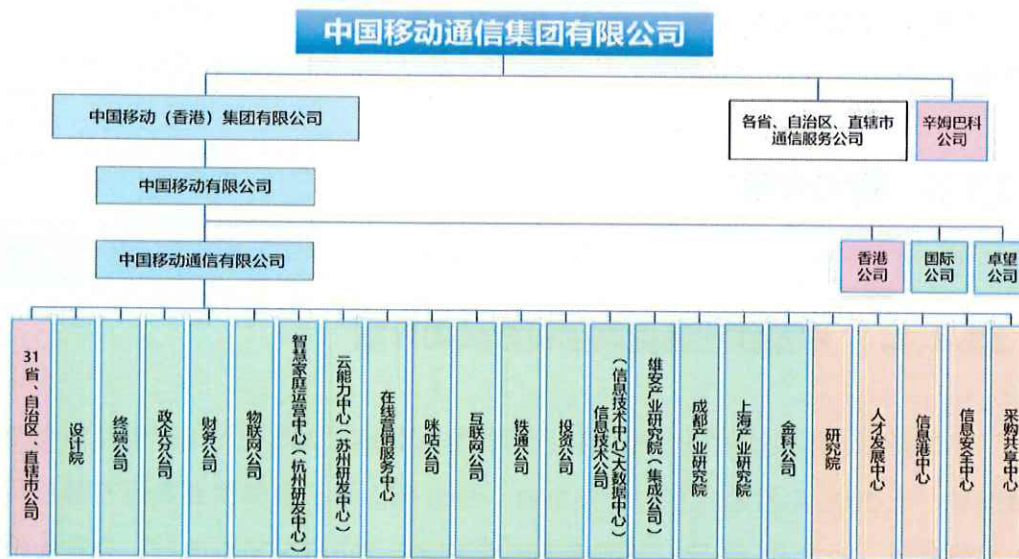 中国移动通信集团有限公司
中国移动（香港）集团有限公司
各省、自治区、直辖市
通信服务公司
辛姆巴科
公司
中国移动有限公司
中国移动通信有限公司
香港
公司
国际
公司
卓望
公司
31省、自治区、直辖市公司
设计院
终端公司
政企分公司
财务公司
物联网公司
智慧家庭运营中心（杭州研发中心）
云能力中心（苏州研发中心）
在线营销服务中心
咪咕公司
互联网公司
铁通公司
投资公司
信息技术公司
（信息技术中心/大数据中心）
雄安产业研究院（集成公司）
成都产业研究院
上海产业研究院
金科公司
研究院
人才发展中心
信息港中心
信息安全中心
采购共享中心